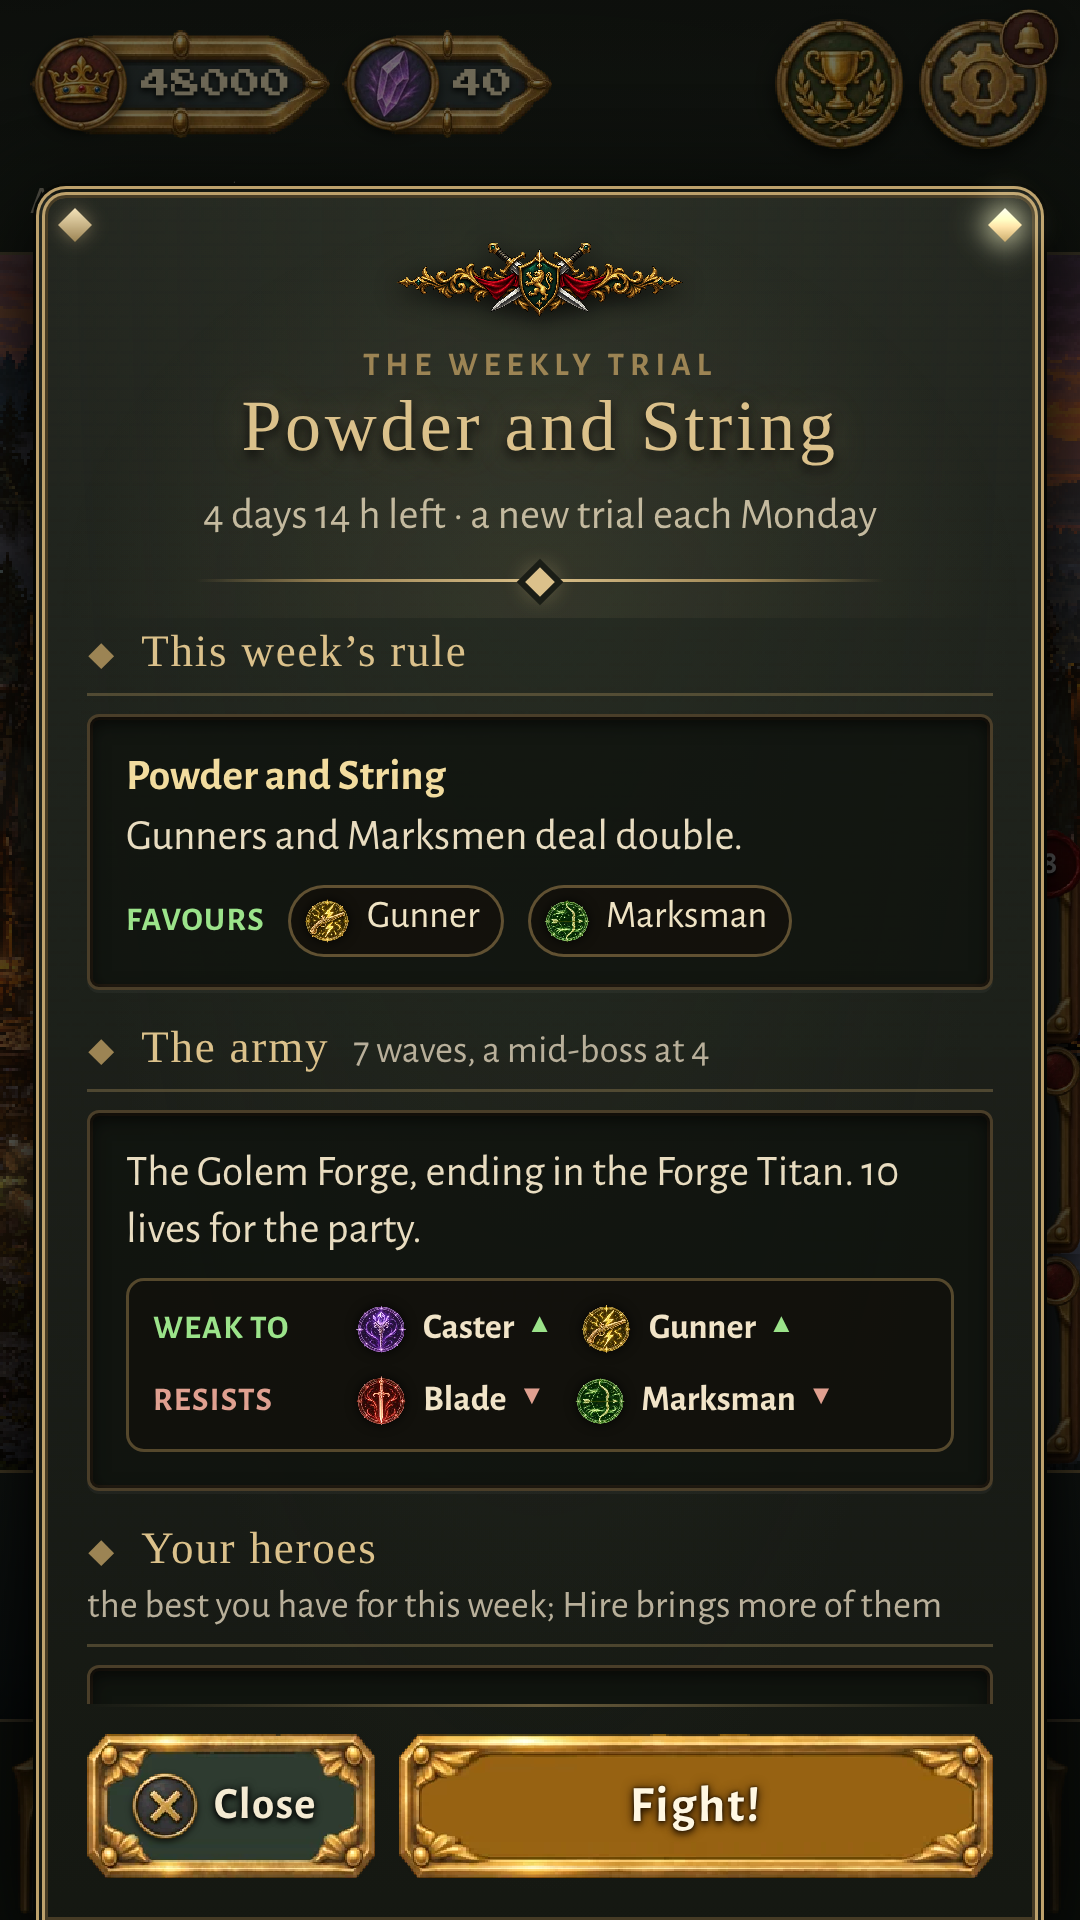 48000
40
THE WEEKLY TRIAL
Powder and String
4 days 14 h left · a new trial each Monday
This week’s rule
Powder and String
Gunners and Marksmen deal double.
FAVOURS Gunner Marksman
The army 7 waves, a mid-boss at 4
The Golem Forge, ending in the Forge Titan. 10
lives for the party.
WEAK TO Caster ▲ Gunner ▲
RESISTS Blade ▼ Marksman ▼
Your heroes
the best you have for this week; Hire brings more of them
Close
Fight!